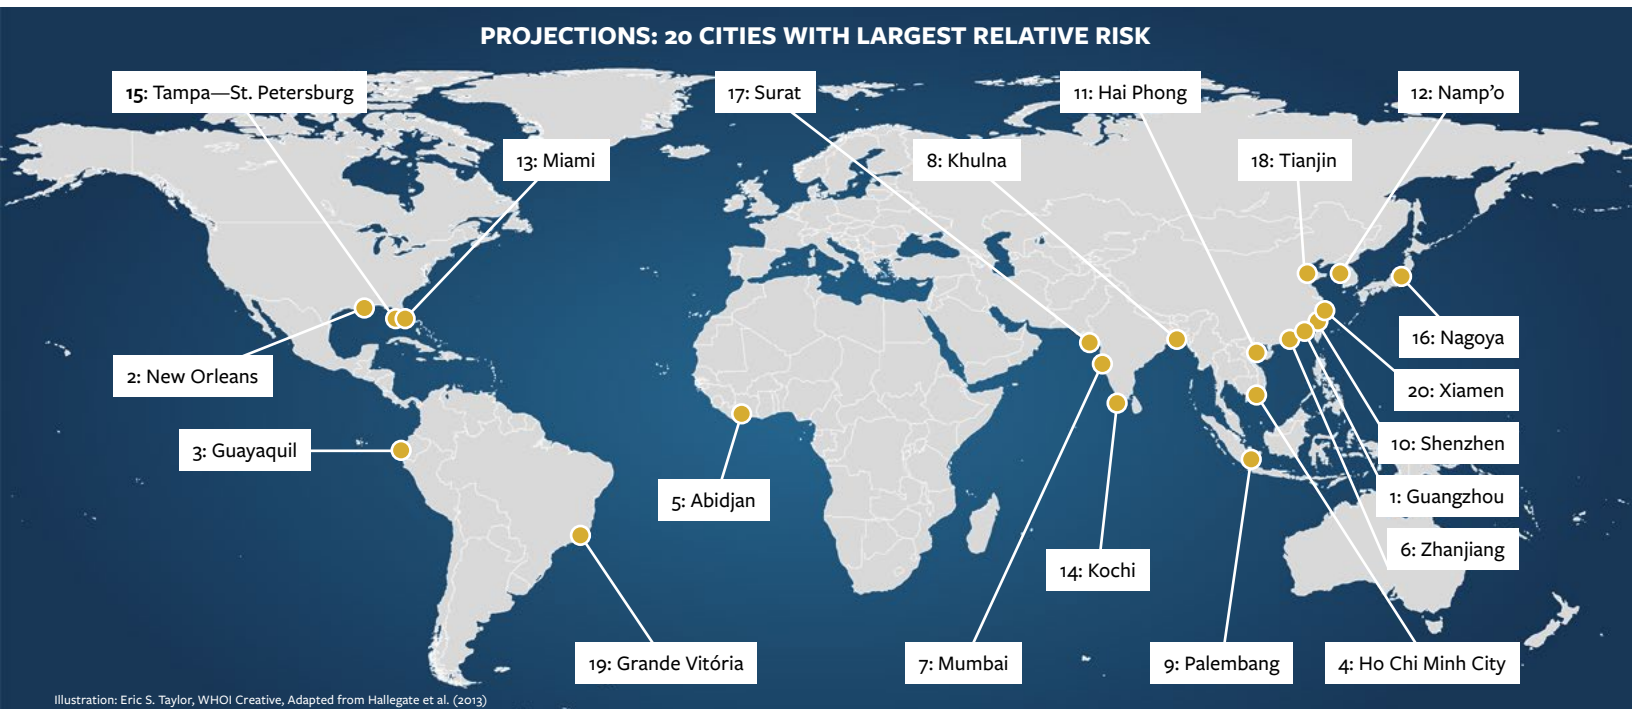 PROJECTIONS: 20 CITIES WITH LARGEST RELATIVE RISK
15: Tampa—St. Petersburg
17: Surat
11: Hai Phong
12: Namp’o
13: Miami
8: Khulna
18: Tianjin
16: Nagoya
2: New Orleans
20: Xiamen
3: Guayaquil
10: Shenzhen
5: Abidjan
1: Guangzhou
6: Zhanjiang
14: Kochi
19: Grande Vitória
7: Mumbai
9: Palembang
4: Ho Chi Minh City
Illustration: Eric S. Taylor, WHOI Creative, Adapted from Hallegate et al. (2013)